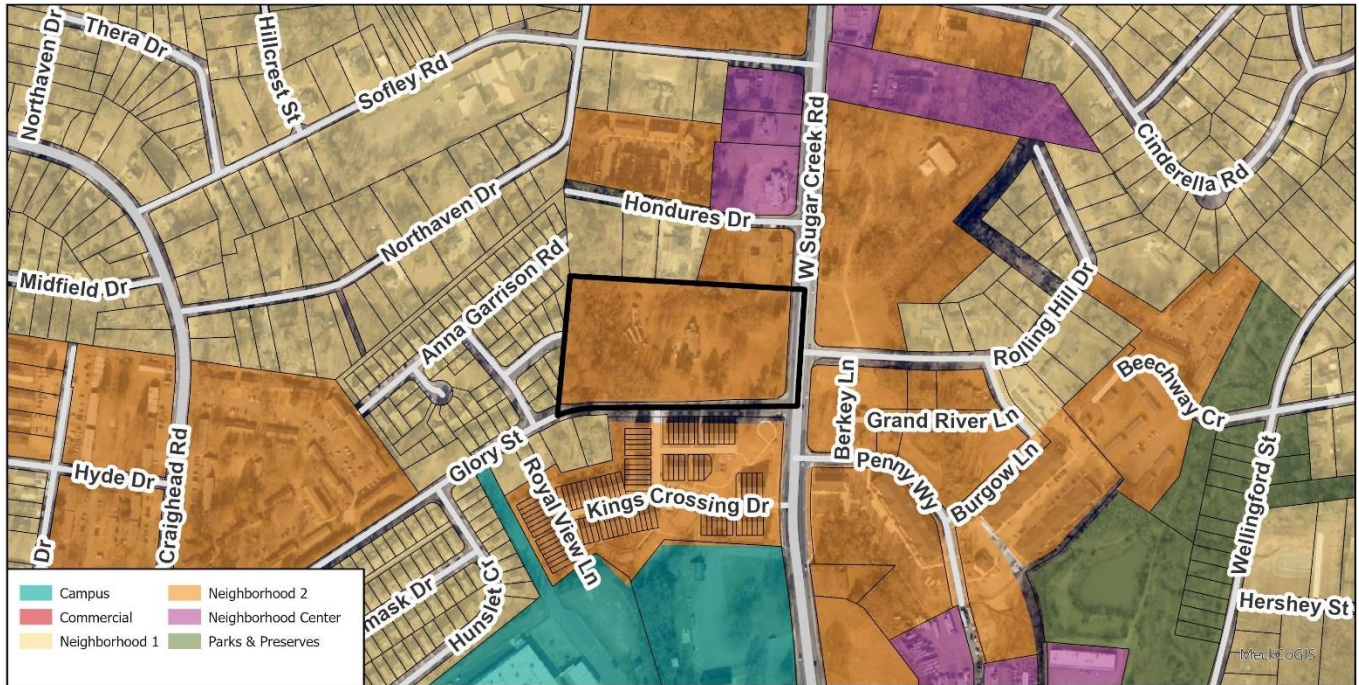 Northaven Dr
Thera Dr
Hillcrest St
Sofley Rd
W Sugar Creek Rd
Cinderella Rd
Northaven Dr
Hondures Dr
Midfield Dr
Anna Garrison Rd
Rolling Hill Dr
Beechway Cr
Berkey Ln
Grand River Ln
Glory St
Hyde Dr
Craighead Rd
Royal View Ln
Kings Crossing Dr
Penny Wy
Burgow Ln
Wellingford St
Dr
mask Dr
Hunslet Cr
Hershey St
Campus
Commercial
Neighborhood 1
Neighborhood 2
Neighborhood Center
Parks & Preserves
MeckCoGIS